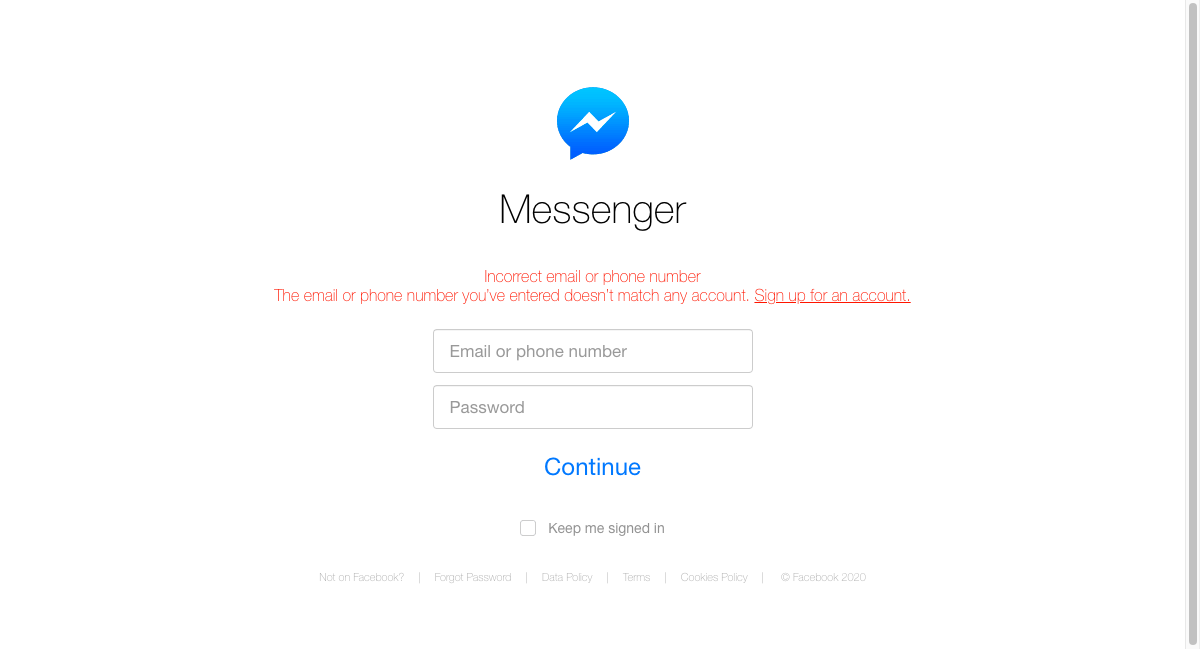 Messenger
Incorrect email or phone number
The email or phone number you've entered doesn't match any account. Sign up for an account.
Email or phone number
Password
Continue
Keep me signed in
Not on Facebook? | Forgot Password | Data Policy | Terms | Cookies Policy | © Facebook 2020